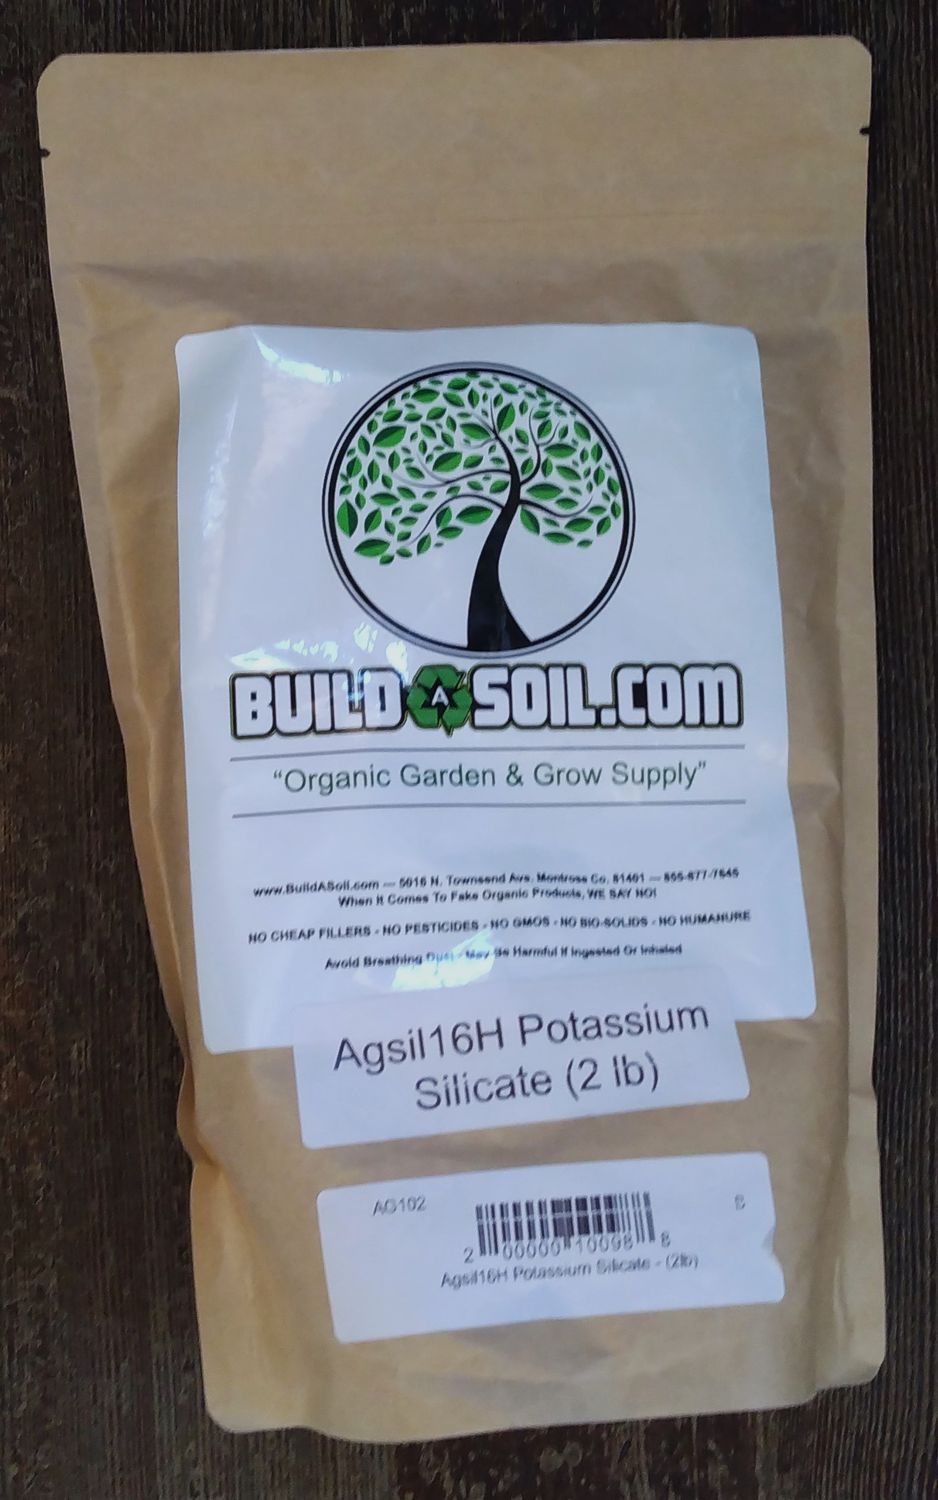 BUILD A SOIL.COM
“Organic Garden & Grow Supply”
www.BuildASoil.com — 5016 N. Townsend Ave. Montrose Co. 81401 — 855-877-7645
When It Comes To Fake Organic Products, WE SAY NO!
NO CHEAP FILLERS - NO PESTICIDES - NO GMOS - NO BIO-SOLIDS - NO HUMANURE
Avoid Breathing Dust - May Be Harmful If Ingested Or Inhaled
Agsil16H Potassium
Silicate (2 lb)
AG102
2 00000 10098 8
Agsil16H Potassium Silicate - (2lb)